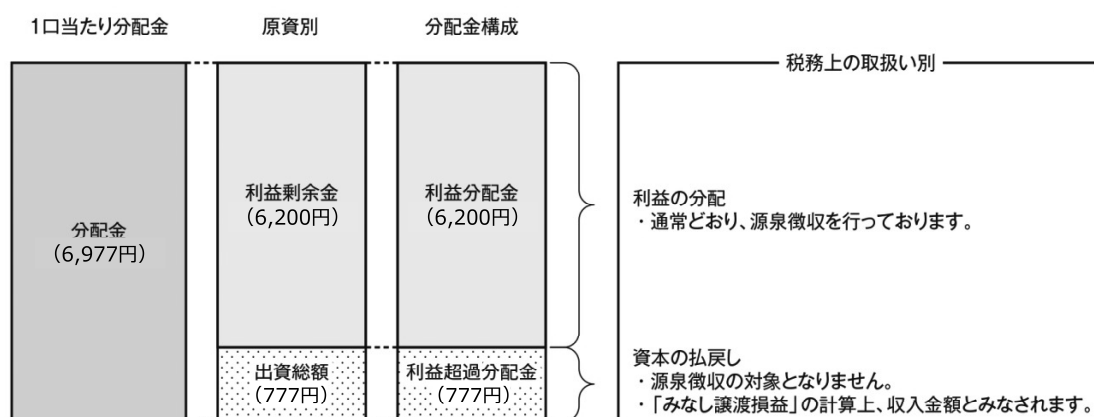 1口当たり分配金
原資別
分配金構成
税務上の取扱い別
分配金
（6,977円）
利益剰余金
（6,200円）
利益分配金
（6,200円）
利益の分配
・通常どおり、源泉徴収を行っております。
出資総額
（777円）
利益超過分配金
（777円）
資本の払戻し
・源泉徴収の対象となりません。
・「みなし譲渡損益」の計算上、収入金額とみなされます。